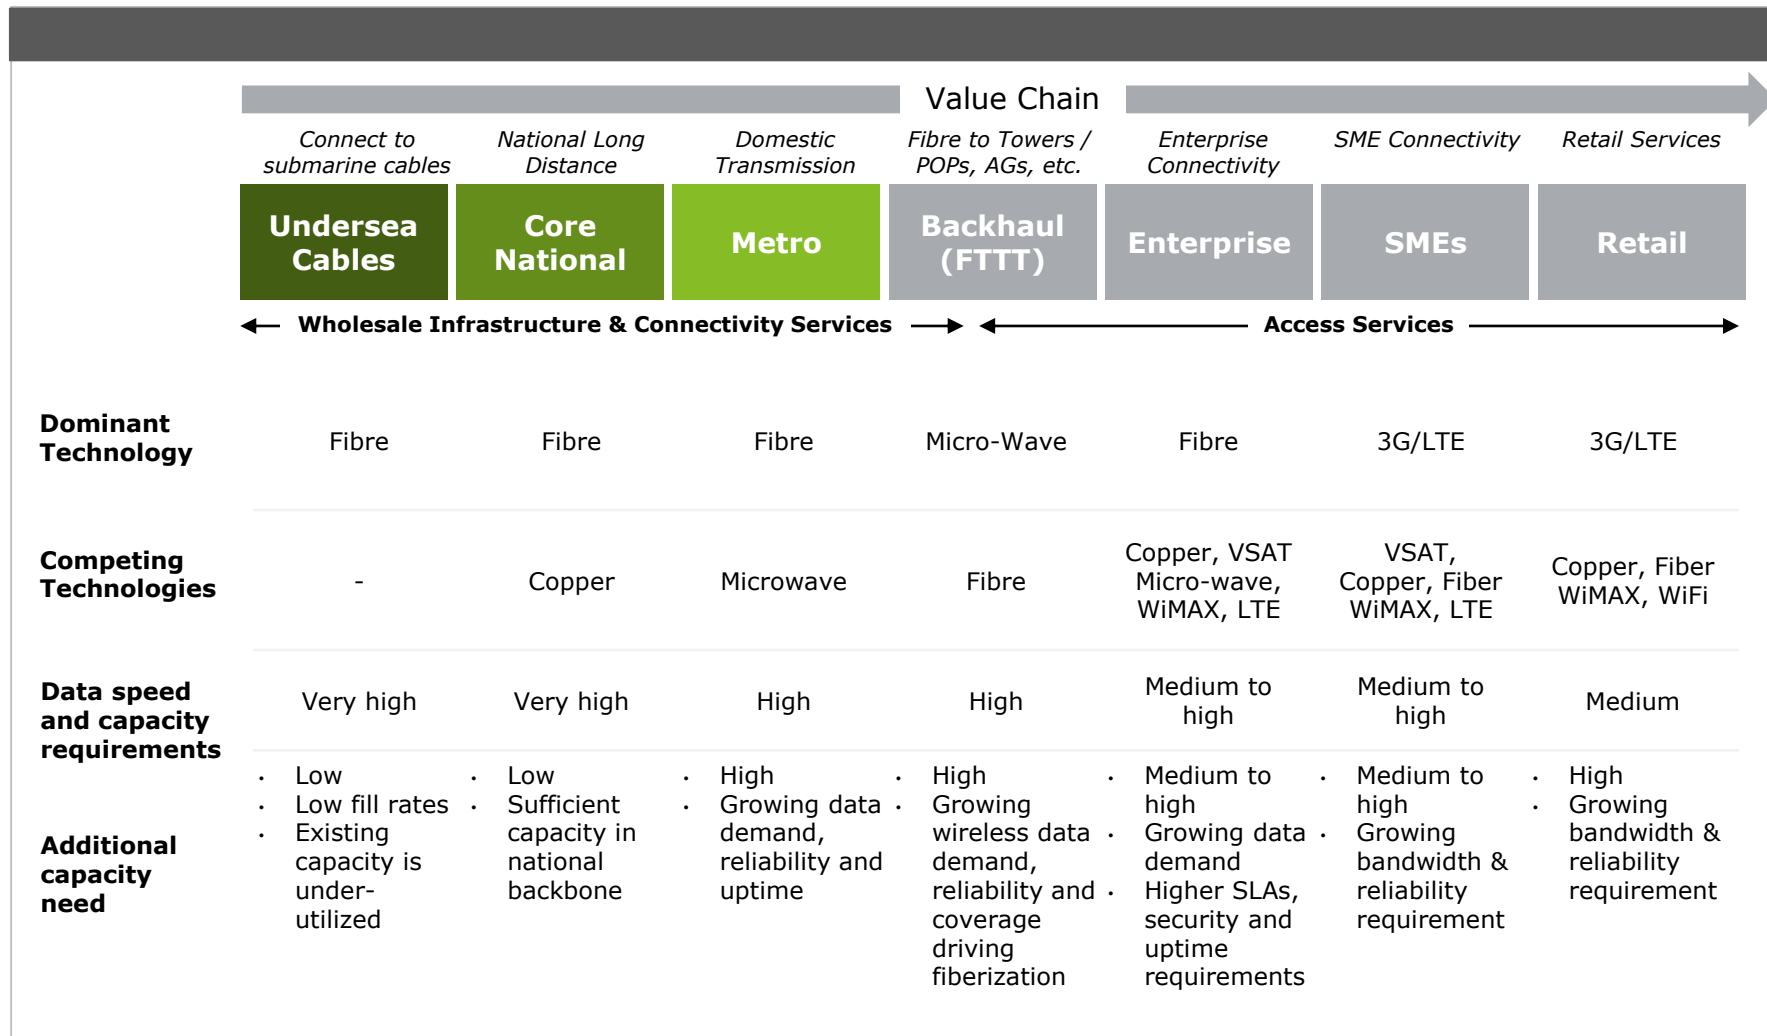 Value Chain
Connect to
submarine cables
National Long
Distance
Domestic
Transmission
Fibre to Towers /
POPs, AGs, etc.
Enterprise
Connectivity
SME Connectivity
Retail Services
Undersea
Cables
Core
National
Metro
Backhaul
(FTTT)
Enterprise
SMEs
Retail
Wholesale Infrastructure & Connectivity Services
Access Services
Dominant
Technology
Fibre
Fibre
Fibre
Micro-Wave
Fibre
3G/LTE
3G/LTE
Competing
Technologies
-
Copper
Microwave
Fibre
Copper, VSAT
Micro-wave,
WiMAX, LTE
VSAT,
Copper, Fiber
WiMAX, LTE
Copper, Fiber
WiMAX, WiFi
Data speed
and capacity
requirements
Very high
Very high
High
High
Medium to
high
Medium to
high
Medium
Additional
capacity
need
• Low
• Low fill rates
• Existing
capacity is
under-
utilized
• Low
• Sufficient
capacity in
national
backbone
• High
• Growing data
demand,
reliability and
uptime
• High
• Growing
wireless data
demand,
reliability and
coverage
driving
fiberization
• Medium to
high
• Growing data
demand
• Higher SLAs,
security and
uptime
requirements
• Medium to
high
• Growing
bandwidth &
reliability
requirement
• High
• Growing
bandwidth &
reliability
requirement